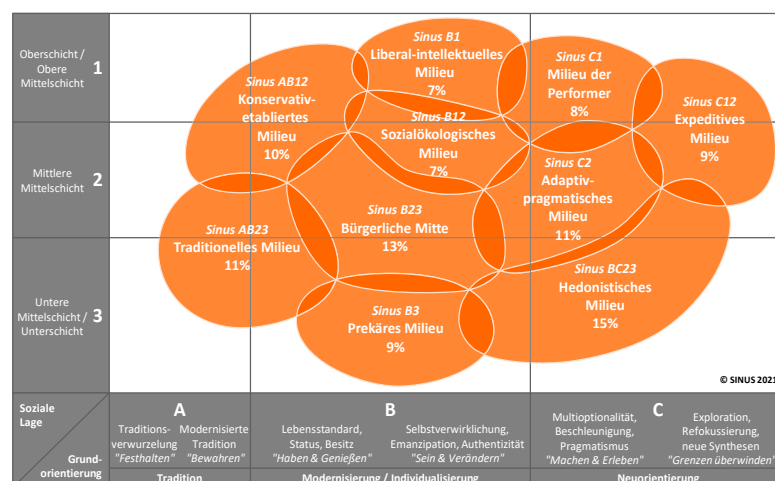 Oberschicht /
Obere
Mittelschicht
1
Mittlere
Mittelschicht
2
Untere
Mittelschicht /
Unterschicht
3
Sinus B1
Liberal-intellektuelles
Milieu
7%
Sinus C1
Milieu der
Performer
8%
Sinus AB12
Konservativ-
etabliertes
Milieu
10%
Sinus C12
Expeditives
Milieu
9%
Sinus B12
Sozialökologisches
Milieu
7%
Sinus C2
Adaptiv-
pragmatisches
Milieu
11%
Sinus AB23
Traditionelles Milieu
11%
Sinus B23
Bürgerliche Mitte
13%
Sinus BC23
Hedonistisches
Milieu
15%
Sinus B3
Prekäres Milieu
9%
© SINUS 2021
Soziale
Lage
Grund-
orientierung
A
Traditions-
verwurzelung
"Festhalten"
Modernisierte
Tradition
"Bewahren"
Tradition
B
Lebensstandard,
Status, Besitz
"Haben & Genießen"
Selbstverwirklichung,
Emanzipation, Authentizität
"Sein & Verändern"
Modernisierung / Individualisierung
C
Multioptionalität,
Beschleunigung,
Pragmatismus
"Machen & Erleben"
Exploration,
Refokussierung,
neue Synthesen
"Grenzen überwinden"
Neuorientierung